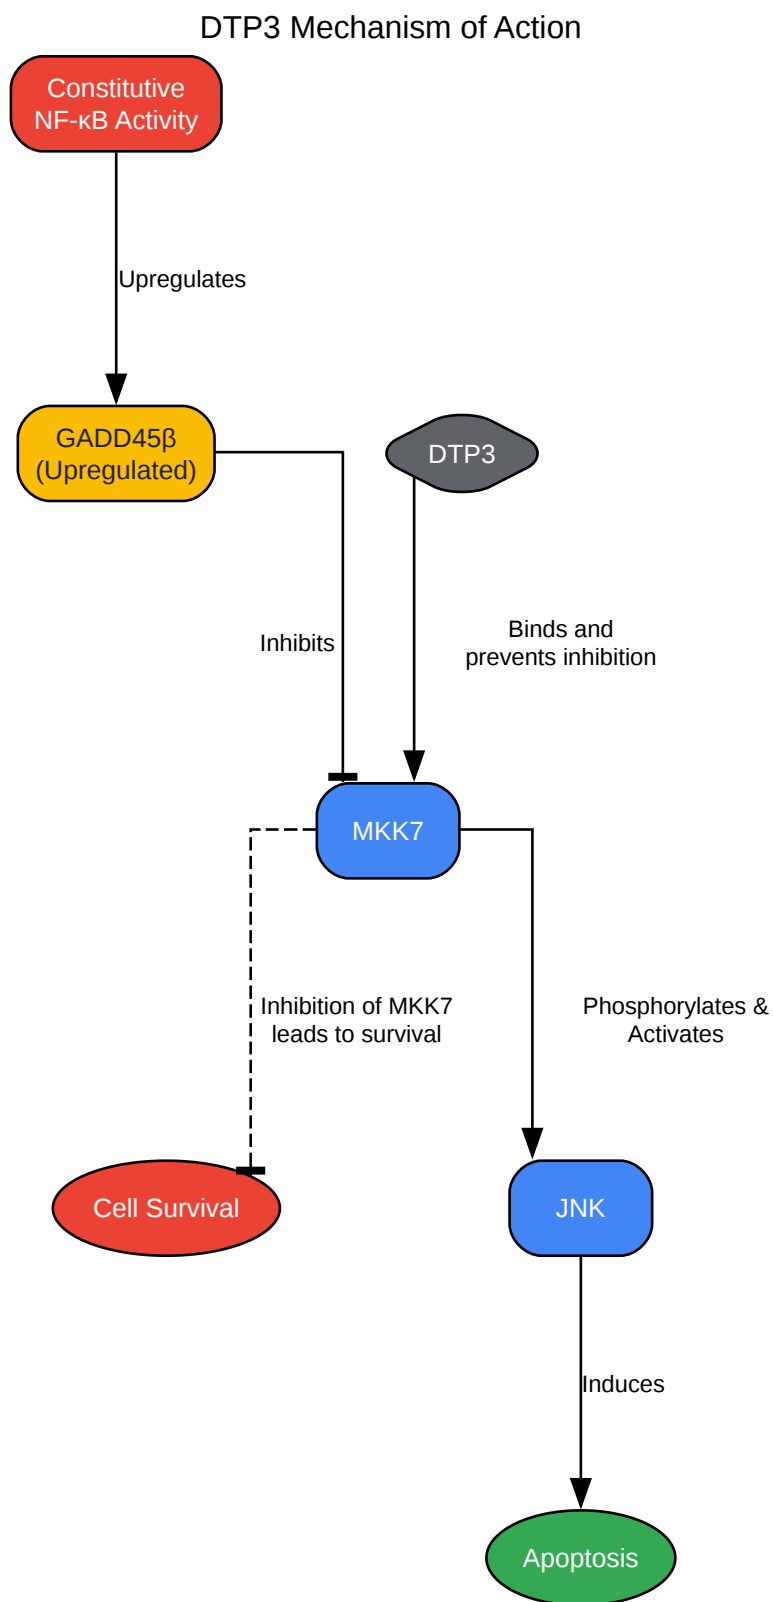 DTP3 Mechanism of Action
Constitutive
NF-κB Activity
Upregulates
GADD45β
(Upregulated)
DTP3
Inhibits
Binds and
prevents inhibition
MKK7
Inhibition of MKK7
leads to survival
Phosphorylates &
Activates
Cell Survival
JNK
Induces
Apoptosis